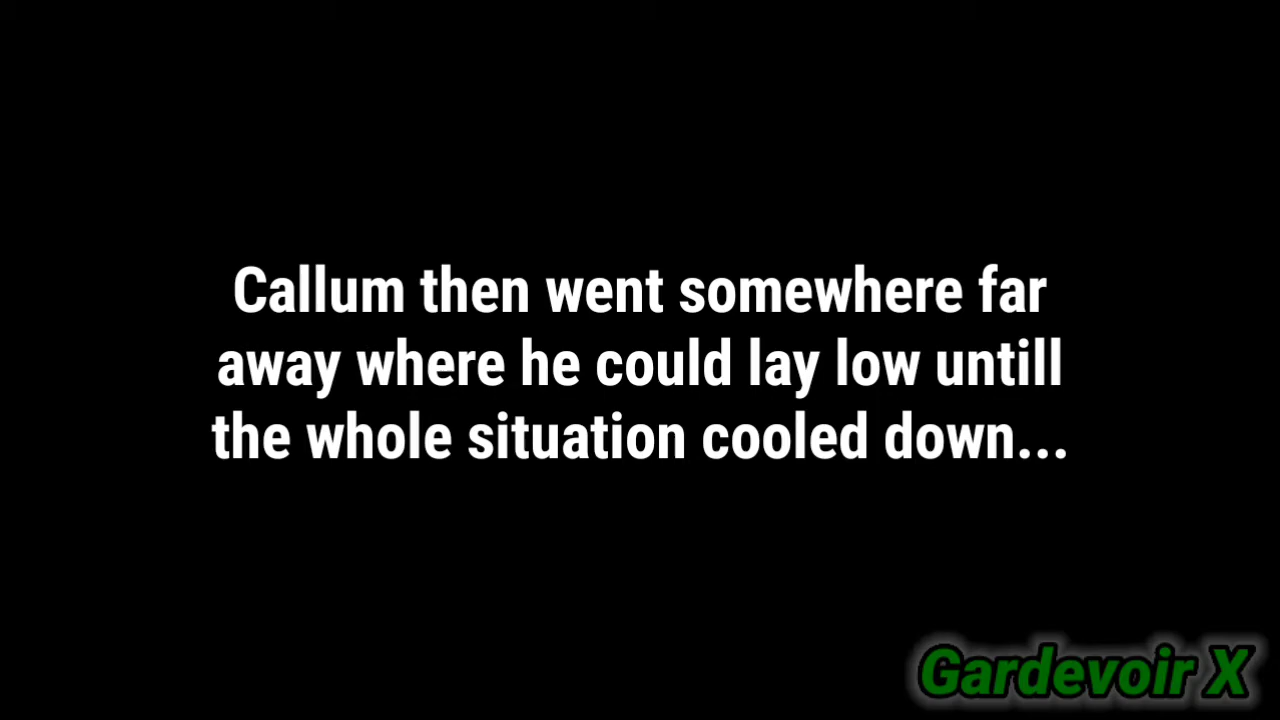 Callum then went somewhere far
away where he could lay low untill
the whole situation cooled down...
Gardevoir X